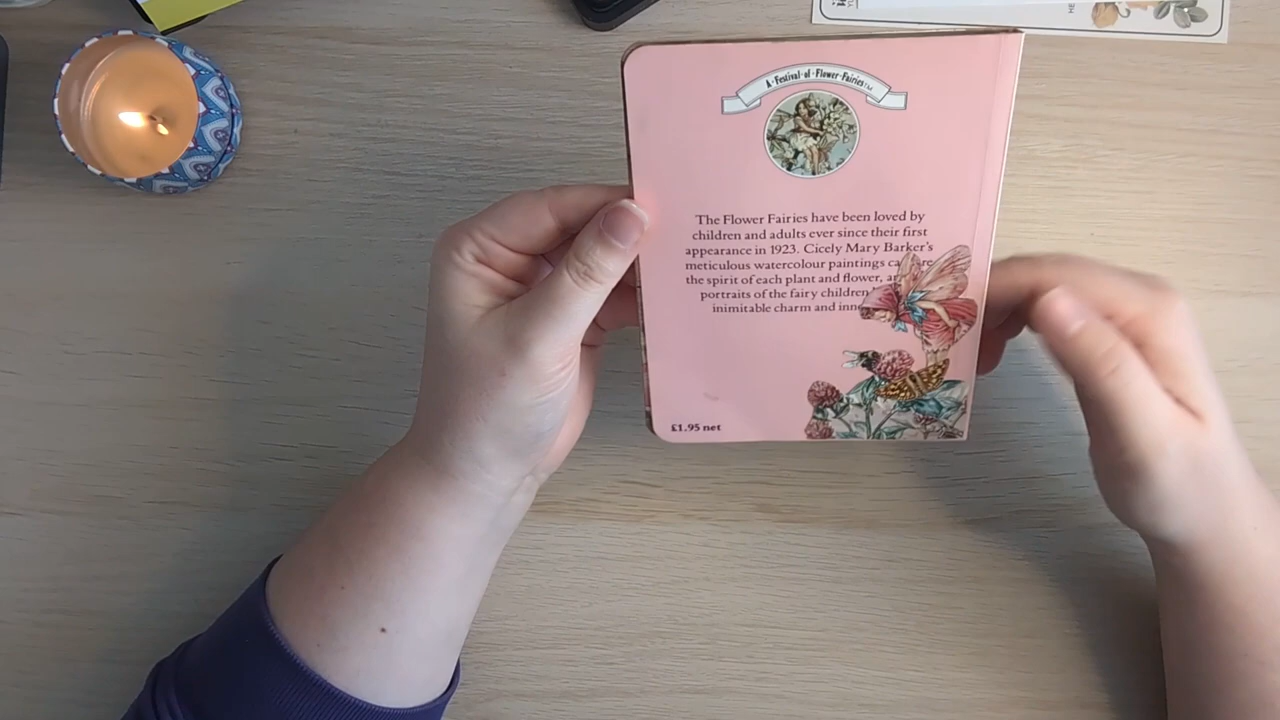 A·Festival·of·Flower·Fairies™
The Flower Fairies have been loved by
children and adults ever since their first
appearance in 1923. Cicely Mary Barker's
meticulous watercolour paintings
the spirit of each plant and flower,
portraits of the fairy children
inimitable charm and
£1.95 net